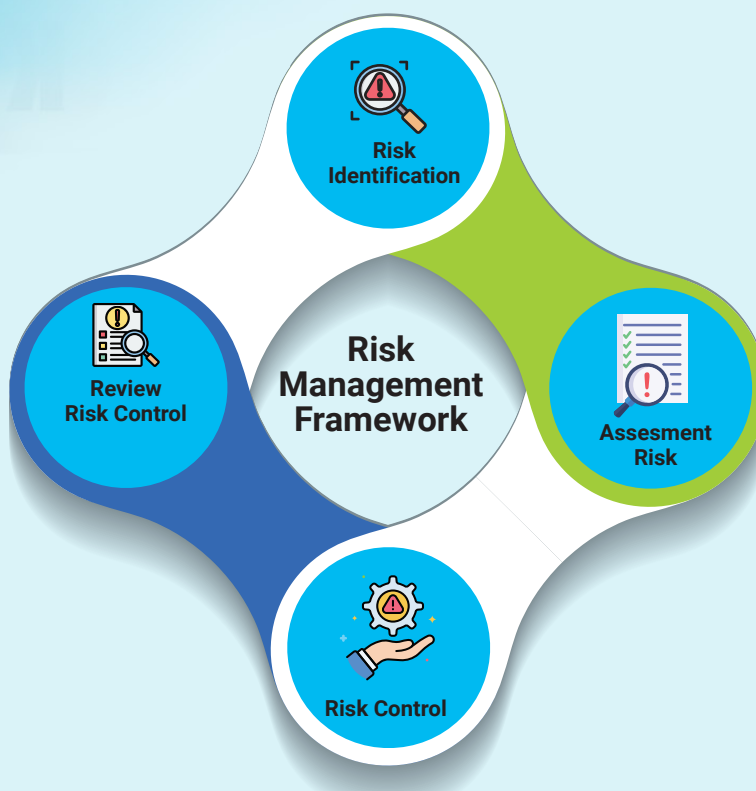 Risk
Identification
Review
Risk Control
Risk
Management
Framework
Assesment
Risk
Risk Control